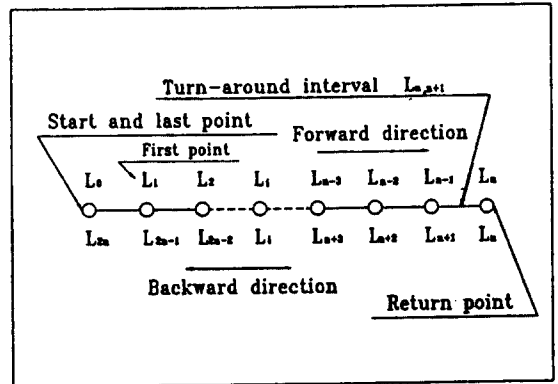 Turn-around interval Lₙ,ₙ₊₁
Start and last point
Forward direction
First point
L₀ L₁ L₂ Lᵢ Lₙ₋₃ Lₙ₋₂ Lₙ₋₁ Lₙ
L₂ₙ L₂ₙ₋₁ L₂ₙ₋₂ Lᵢ Lₙ₊₃ Lₙ₊₂ Lₙ₊₁ Lₙ
Backward direction
Return point